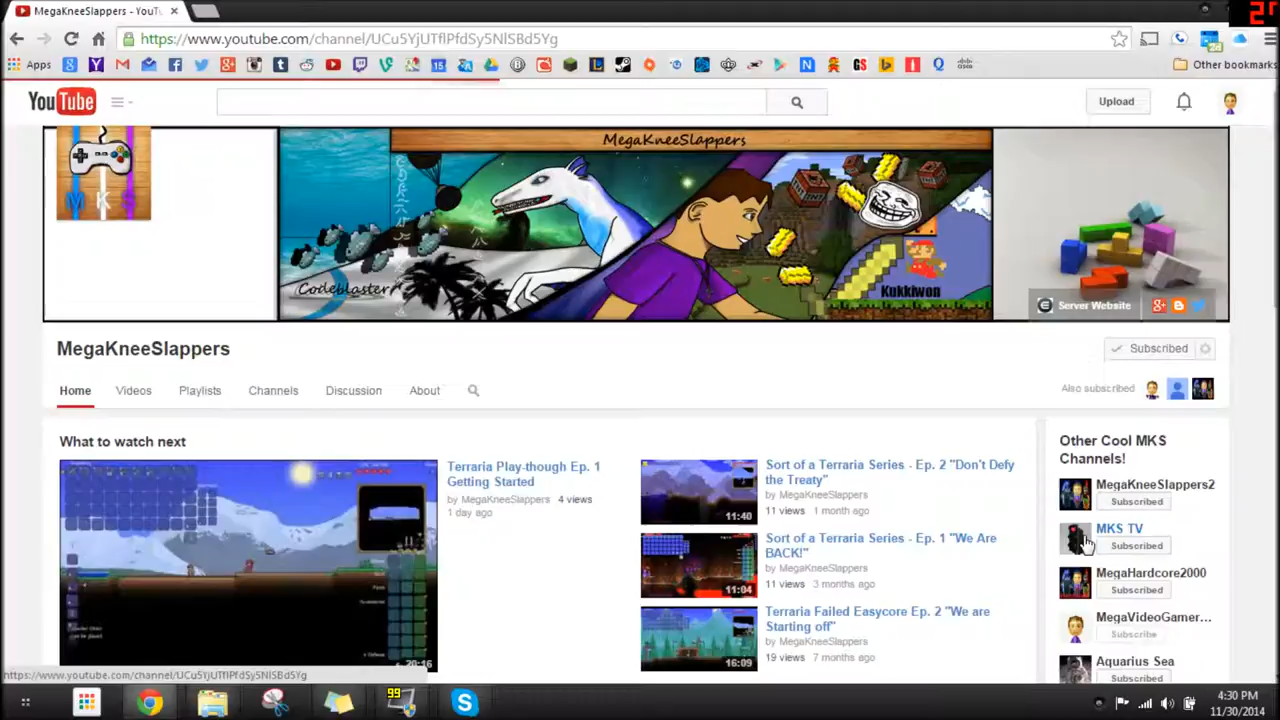 MegaKneeSlappers - YouTu
21
https://www.youtube.com/channel/UCu5YjUTflPfdSy5NlSBd5Yg
Apps
Other bookmarks
YouTube
Upload
MegaKneeSlappers
M K S
Codeblaster
Kukkiwon
Server Website
MegaKneeSlappers
Subscribed
Home Videos Playlists Channels Discussion About
Also subscribed
What to watch next
Terraria Play-though Ep. 1
Getting Started
by MegaKneeSlappers 4 views
1 day ago
20:16
Sort of a Terraria Series - Ep. 2 "Don't Defy
the Treaty"
by MegaKneeSlappers
11 views 1 month ago
11:40
Sort of a Terraria Series - Ep. 1 "We Are
BACK!"
by MegaKneeSlappers
11 views 3 months ago
11:04
Terraria Failed Easycore Ep. 2 "We are
Starting off"
by MegaKneeSlappers
19 views 7 months ago
16:09
Other Cool MKS
Channels!
MegaKneeSlappers2
Subscribed
MKS TV
Subscribed
MegaHardcore2000
Subscribed
MegaVideoGamer...
Subscribe
Aquarius Sea
Subscribed
https://www.youtube.com/channel/UCu5YjUTflPfdSy5NlSBd5Yg
99
4:30 PM
11/30/2014